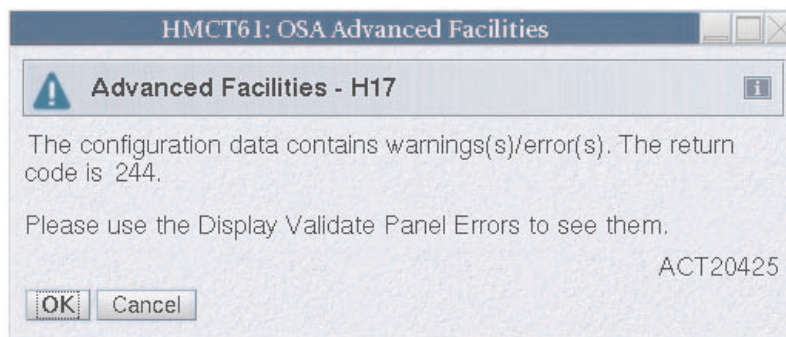 HMCT61: OSA Advanced Facilities
Advanced Facilities - H17
i
The configuration data contains warnings(s)/error(s). The return
code is 244.
Please use the Display Validate Panel Errors to see them.
ACT20425
OK Cancel